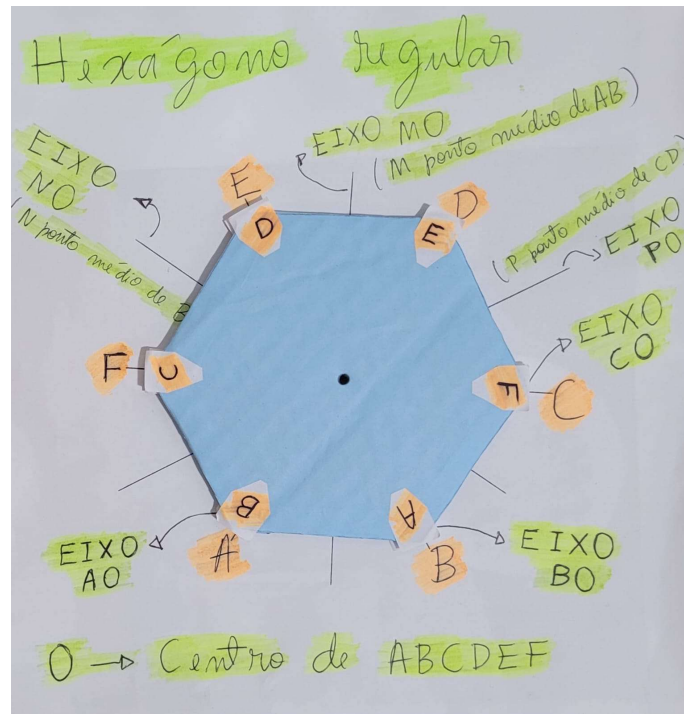 Hexágono regular
EIXO MO
(M ponto médio de AB)
EIXO
NO
(N ponto médio de B
(P ponto médio de CD)
EIXO
PO
E
D
D
E
EIXO
CO
F
C
F
C
B
A
A
B
EIXO
AO
EIXO
BO
O → Centro de ABCDEF